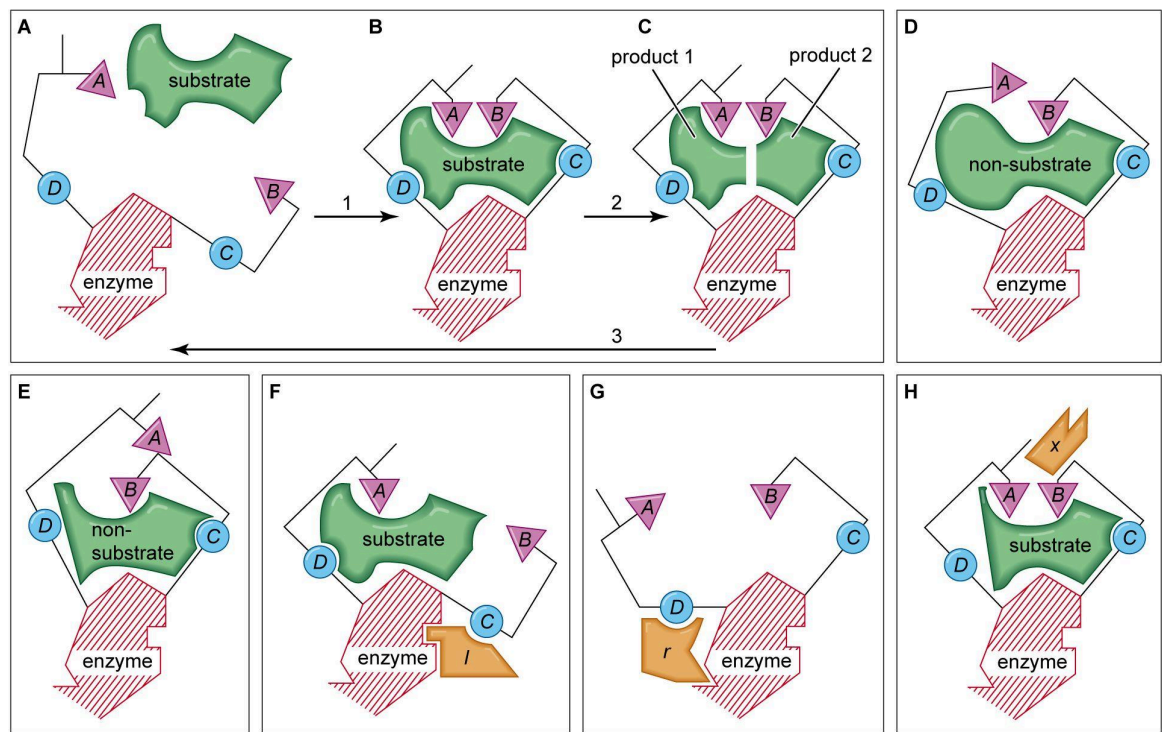 A
B
C
D
product 1
product 2
A
substrate
D
B
C
enzyme
1
A
B
substrate
D
C
enzyme
2
A
B
D
C
enzyme
3
A
B
non-substrate
D
C
enzyme
E
A
B
D
non-
substrate
C
enzyme
F
A
substrate
B
D
C
enzyme
I
G
A
B
C
D
r
enzyme
H
x
A
B
substrate
C
D
enzyme